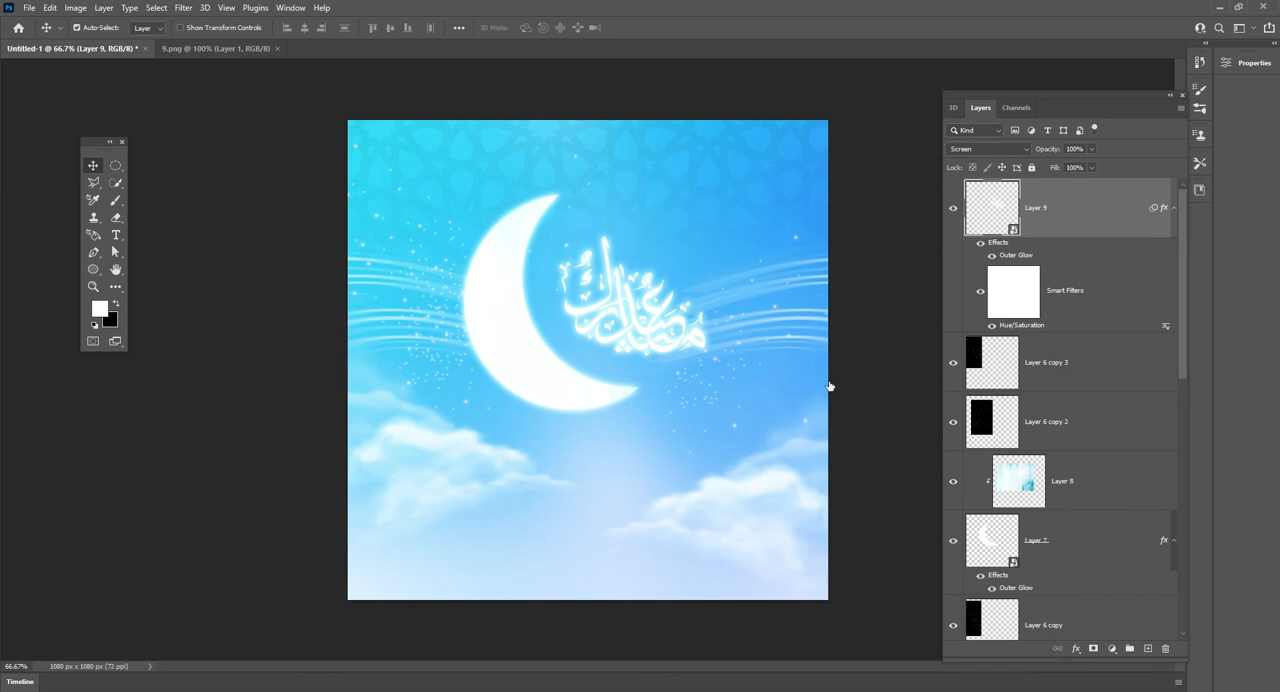 Ps File Edit Image Layer Type Select Filter 3D View Plugins Window Help
Auto-Select: Layer Show Transform Controls 3D Mode:
Untitled-1 @ 66.7% (Layer 9, RGB/8) * × 9.png @ 100% (Layer 1, RGB/8) ×
Properties
3D Layers Channels
Kind
Screen Opacity: 100%
Lock: Fill: 100%
Layer 9 fx
Effects
Outer Glow
Smart Filters
Hue/Saturation
Layer 6 copy 3
Layer 6 copy 2
Layer 8
Layer 7 fx
Effects
Outer Glow
Layer 6 copy
fx
T
رمضان مبارك
66.67% 1080 px x 1080 px (72 ppi)
Timeline